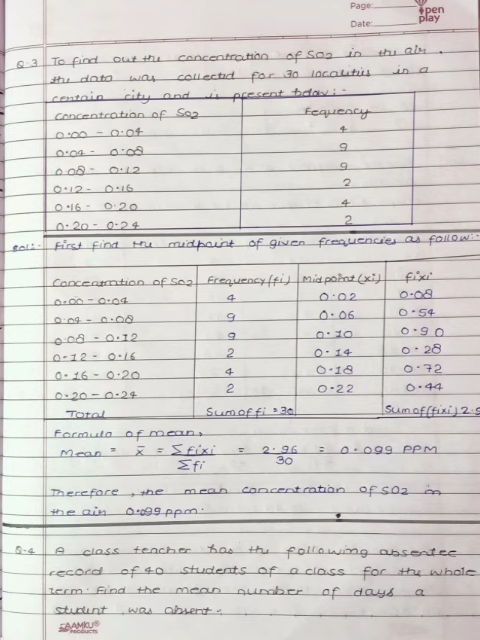 Page:
Date:
open
play
Q.3 To find out the concentration of SO2 in the air,
the data was collected for 30 localities in a
certain city and is present below:-
Concentration of SO2 Fequency
0.00 - 0.04 4
0.04 - 0.08 9
0.08 - 0.12 9
0.12 - 0.16 2
0.16 - 0.20 4
0.20 - 0.24 2
Sol:- First find the midpoint of given frequencies as follow:-
Concentration of SO2 Frequency (fi) Midpoint (xi) fixi
0.00 - 0.04 4 0.02 0.08
0.04 - 0.08 9 0.06 0.54
0.08 - 0.12 9 0.10 0.90
0.12 - 0.16 2 0.14 0.28
0.16 - 0.20 4 0.18 0.72
0.20 - 0.24 2 0.22 0.44
Total Sum of fi = 30 Sum of (fixi) 2.9
Formula of mean,
Mean = x̄ = Σfixi / Σfi = 2.96 / 30 = 0.099 PPM
Therefore, the mean concentration of SO2 in
the air 0.099 ppm.
Q.4 A class teacher has the following absentee
record of 40 students of a class for the whole
term. Find the mean number of days a
student was absent.
AAMKU®
PRODUCTS